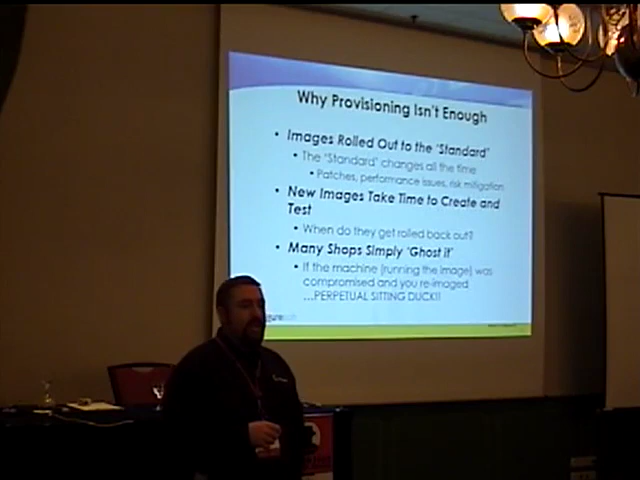 Why Provisioning Isn't Enough
• Images Rolled Out to the 'Standard'
• The 'Standard' changes all the time
• Patches, performance issues, risk mitigation
• New Images Take Time to Create and
Test
• When do they get rolled back out?
• Many Shops Simply 'Ghost it'
• If the machine (running the image) was
compromised and you re-imaged
...PERPETUAL SITTING DUCK!!